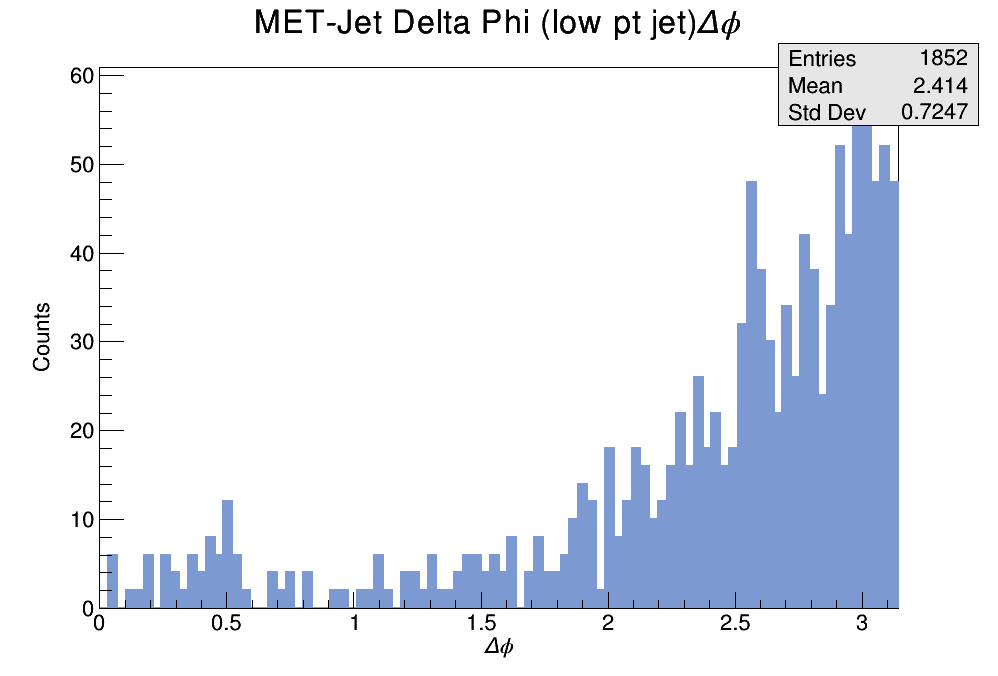 MET-Jet Delta Phi (low pt jet)Δϕ
Entries 1852
Mean 2.414
Std Dev 0.7247
60
50
40
30
20
10
0
Counts
0 0.5 1 1.5 2 2.5 3
Δϕ